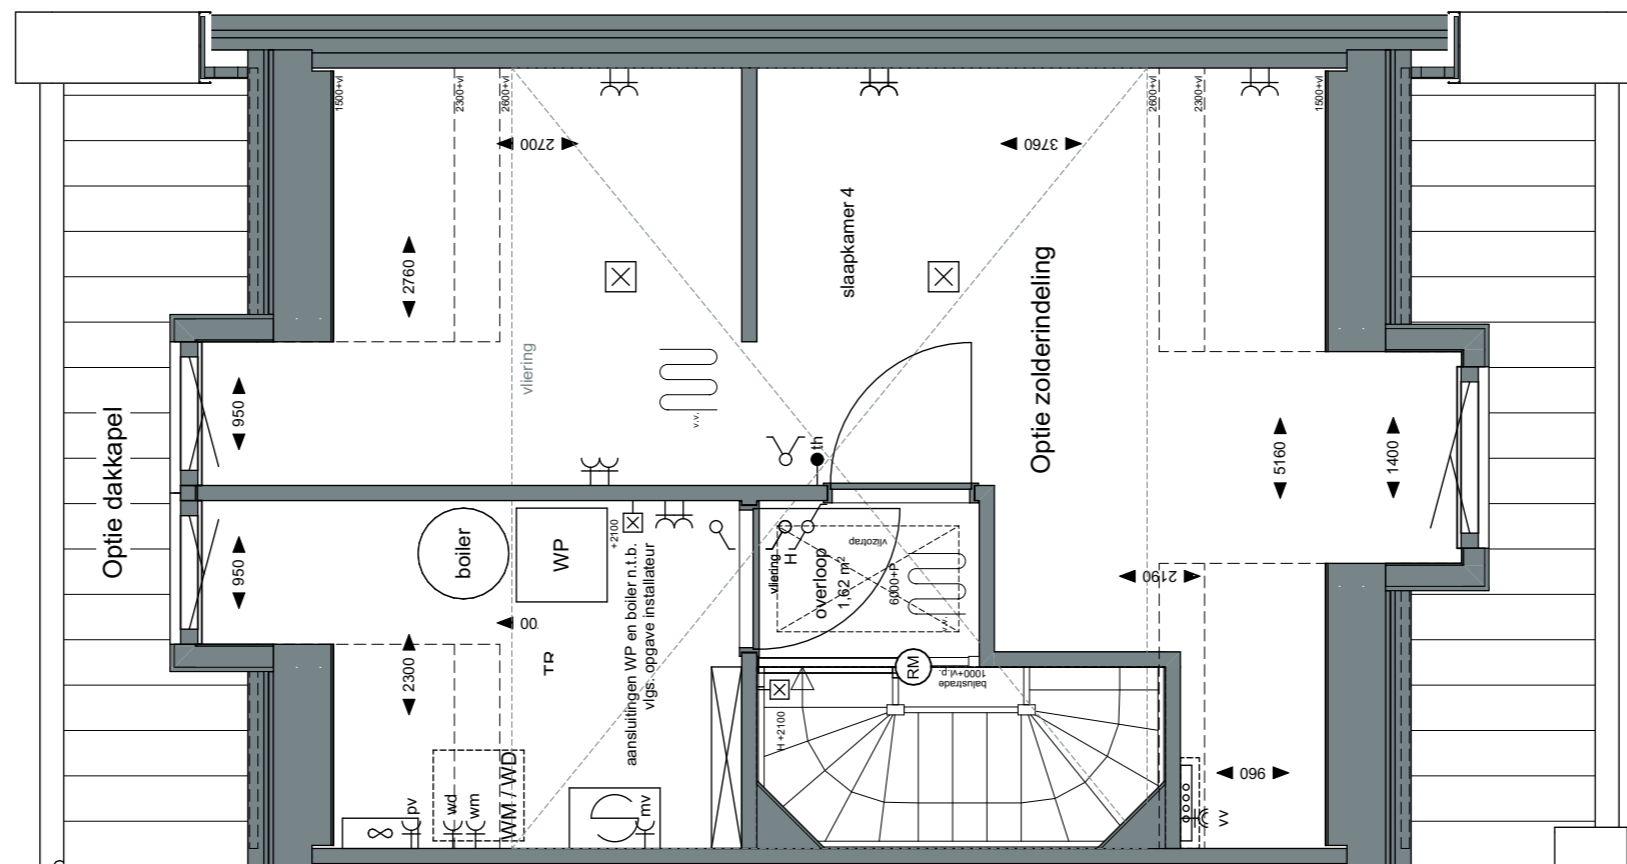 1500+vl
2300+vl
2600+vl
2600+vl
2300+vl
1500+vl
2700
3760
slaapkamer 4
2760
Optie zolderindeling
vliering
v.v.
950
Optie dakkapel
th
5160
1400
boiler
WP
+2100
aansluitingen WP en boiler n.t.b.
vlgs. opgave installateur
vliering
H
overloop
1,62 m²
vlizotrap
6000+P
2190
950
00
TR
2300
RM
balustrade
1000+vl.p.
H +2100
960
WM / WD
pv
wd
wm
mv
vv
8